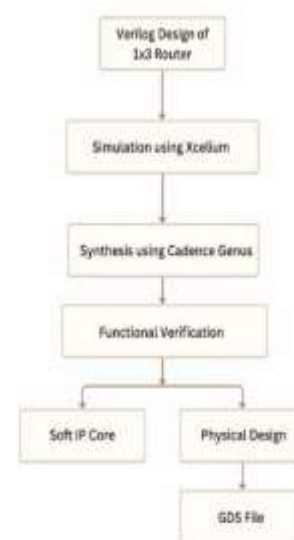 Verilog Design of
1x3 Router
Simulation using Xcelium
Synthesis using Cadence Genus
Functional Verification
Soft IP Core
Physical Design
GDS File